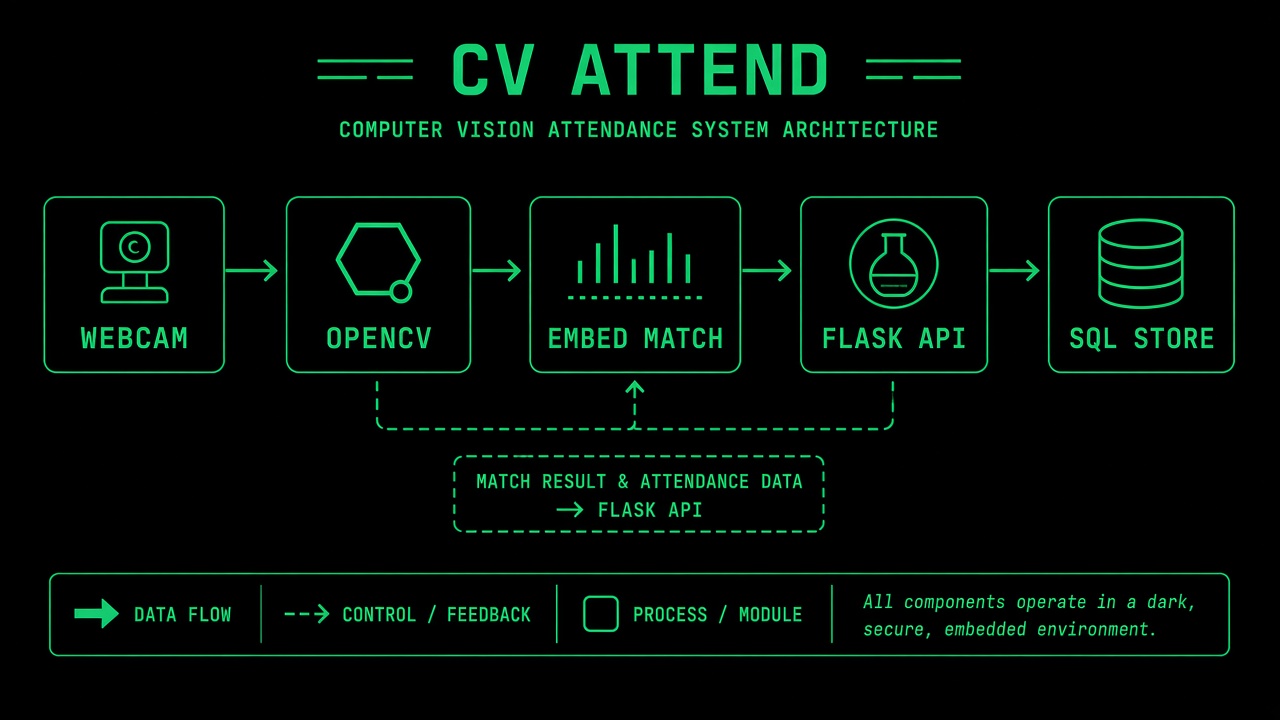 CV ATTEND
COMPUTER VISION ATTENDANCE SYSTEM ARCHITECTURE
C
WEBCAM
OPENCV
EMBED MATCH
FLASK API
SQL STORE
MATCH RESULT & ATTENDANCE DATA
→ FLASK API
DATA FLOW
CONTROL / FEEDBACK
PROCESS / MODULE
All components operate in a dark,
secure, embedded environment.